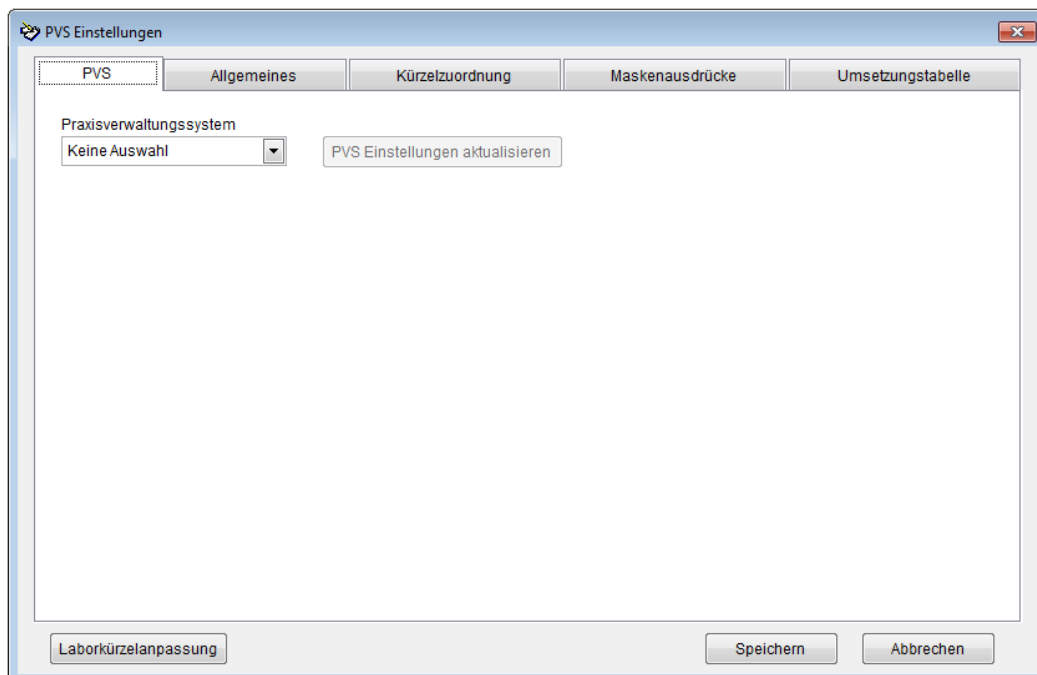 PVS Einstellungen
PVS Allgemeines Kürzelzuordnung Maskenausdrücke Umsetzungstabelle
Praxisverwaltungssystem
Keine Auswahl PVS Einstellungen aktualisieren
Laborkürzelanpassung Speichern Abbrechen